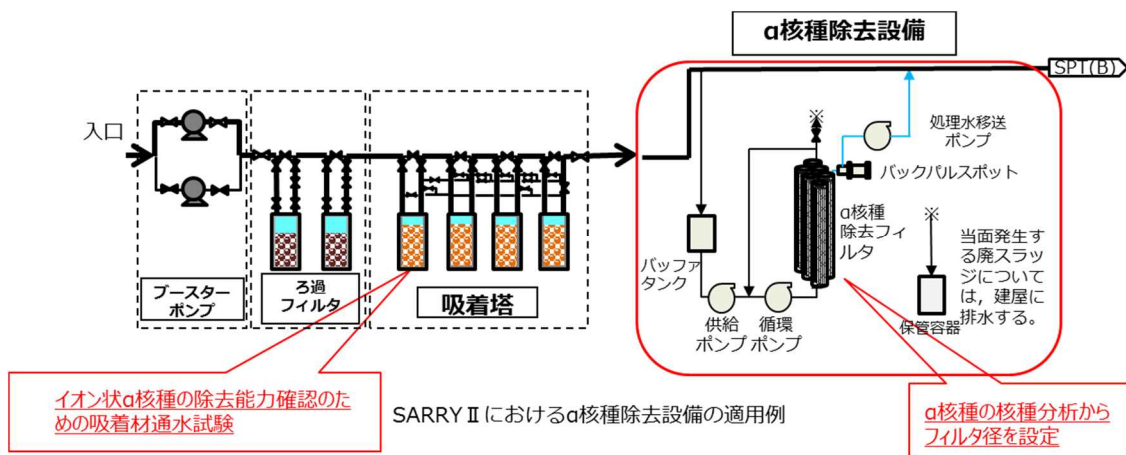 α核種除去設備
SPT(B)
入口
※
処理水移送
ポンプ
バックパルスポット
α核種
除去フィ
ルタ
※
当面発生す
る廃スラッ
ジについて
は，建屋に
排水する。
バッファ
タンク
供給
ポンプ
循環
ポンプ
保管容器
ブースター
ポンプ
ろ過
フィルタ
吸着塔
イオン状α核種の除去能力確認のた
めの吸着材通水試験
SARRYⅡにおけるα核種除去設備の適用例
α核種の核種分析から
フィルタ径を設定